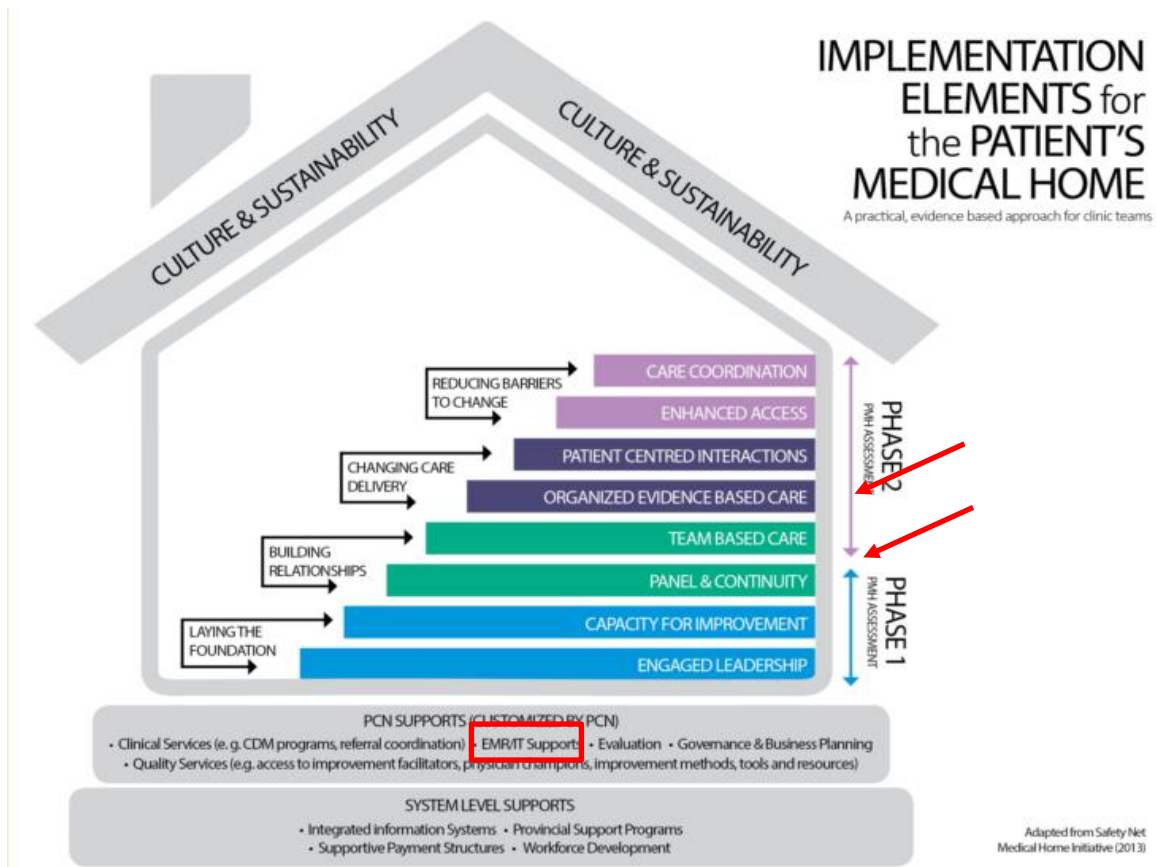 IMPLEMENTATION
ELEMENTS for
the PATIENT'S
MEDICAL HOME
A practical, evidence based approach for clinic teams
CULTURE & SUSTAINABILITY
CULTURE & SUSTAINABILITY
REDUCING BARRIERS
TO CHANGE
CARE COORDINATION
ENHANCED ACCESS
CHANGING CARE
DELIVERY
PATIENT CENTRED INTERACTIONS
ORGANIZED EVIDENCE BASED CARE
BUILDING
RELATIONSHIPS
TEAM BASED CARE
PANEL & CONTINUITY
LAYING THE
FOUNDATION
CAPACITY FOR IMPROVEMENT
ENGAGED LEADERSHIP
PHASE 2
PMH ASSESSMENT
PHASE 1
PMH ASSESSMENT
PCN SUPPORTS (CUSTOMIZED BY PCN)
• Clinical Services (e. g. CDM programs, referral coordination) • EMR/IT Supports • Evaluation • Governance & Business Planning
• Quality Services (e.g. access to improvement facilitators, physician champions, improvement methods, tools and resources)
SYSTEM LEVEL SUPPORTS
• Integrated information Systems • Provincial Support Programs
• Supportive Payment Structures • Workforce Development
Adapted from Safety Net
Medical Home Initiative (2013)